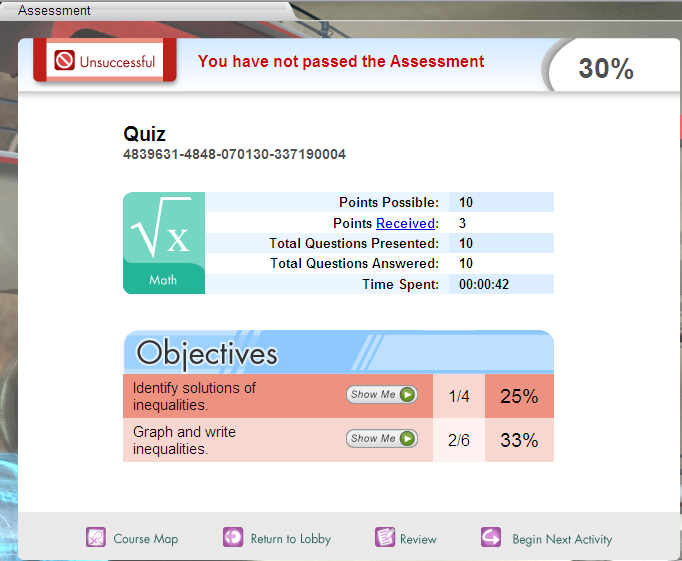 Assessment
Unsuccessful
You have not passed the Assessment
30%
Quiz
4839631-4848-070130-337190004
√x
Math
Points Possible: 10
Points Received: 3
Total Questions Presented: 10
Total Questions Answered: 10
Time Spent: 00:00:42
Objectives
Identify solutions of
inequalities.
Show Me
1/4
25%
Graph and write
inequalities.
Show Me
2/6
33%
Course Map
Return to Lobby
Review
Begin Next Activity